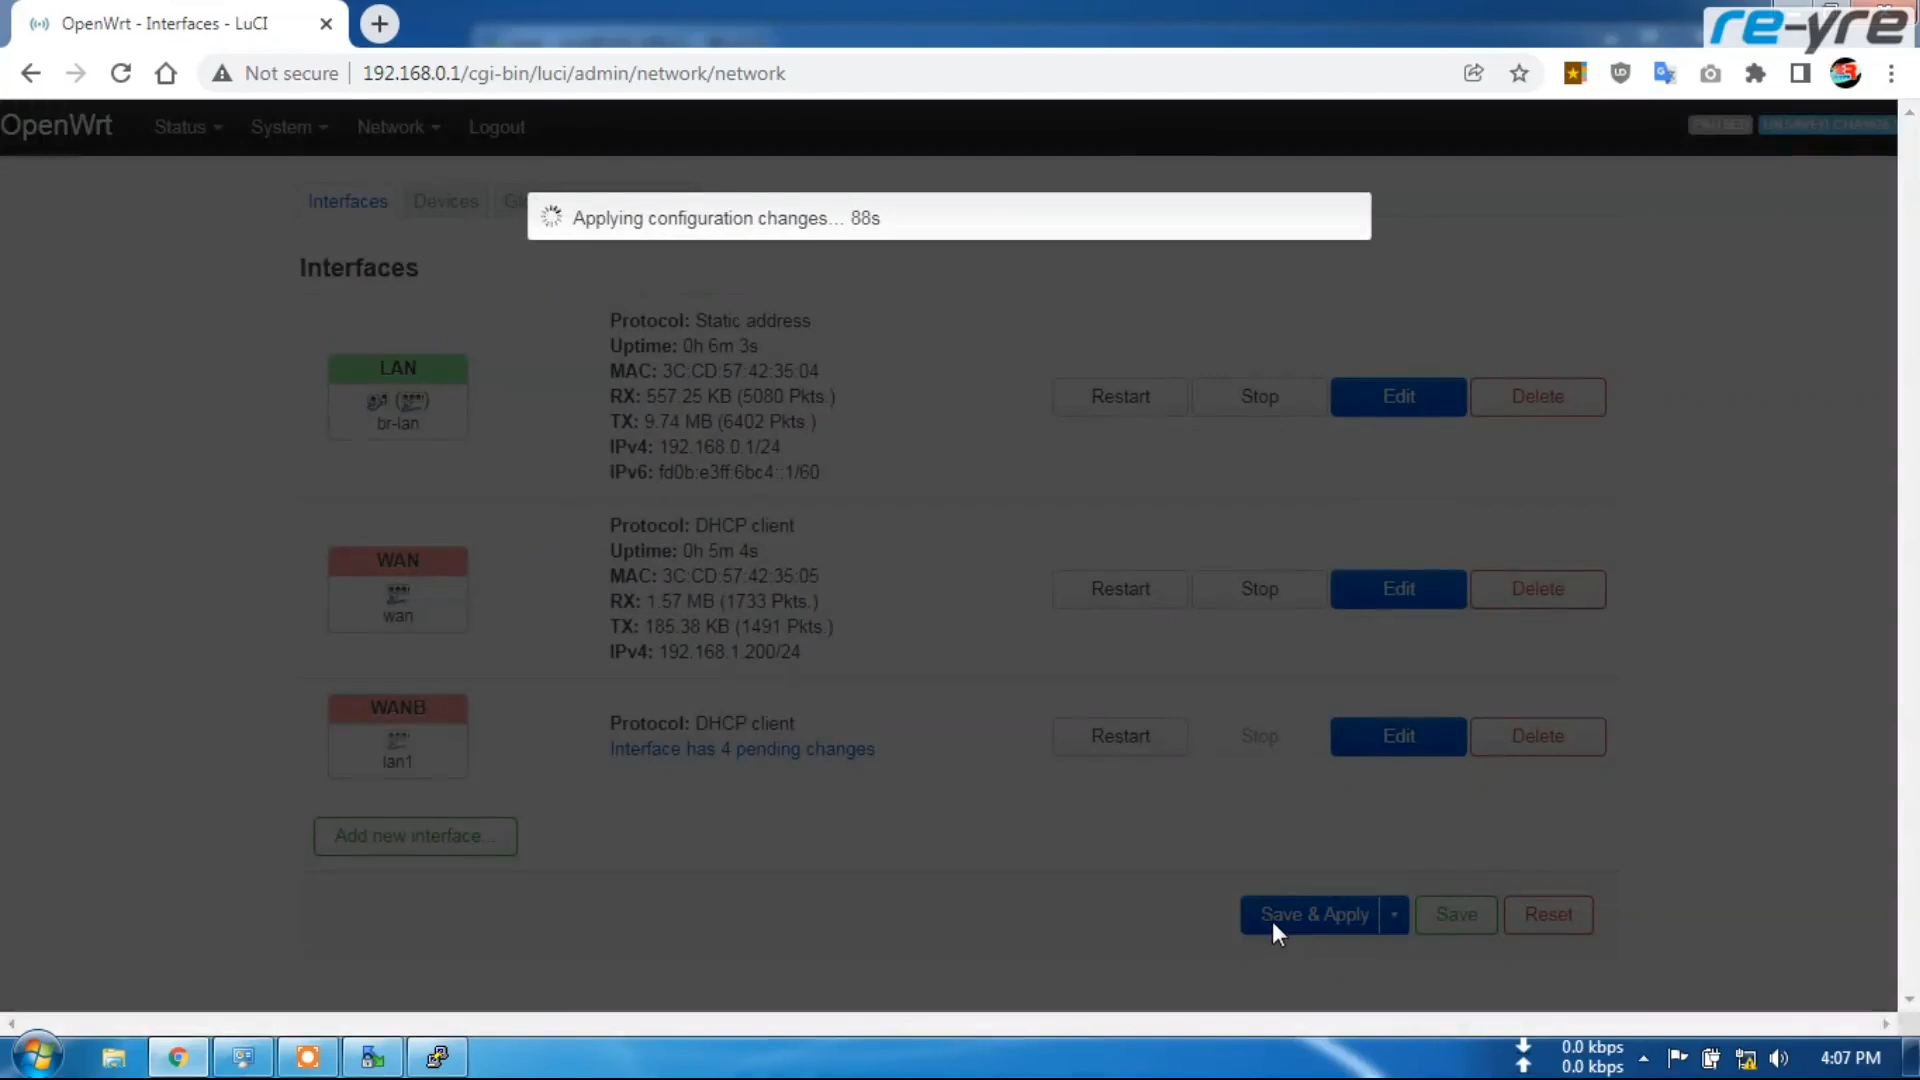 OpenWrt - Interfaces - LuCI
re-yre
Not secure
192.168.0.1/cgi-bin/luci/admin/network/network
OpenWrt
Status
System
Network
Logout
Interfaces
Devices
Applying configuration changes... 88s
Interfaces
Protocol: Static address
Uptime: 0h 6m 3s
MAC: 3C:CD:57:42:35:04
RX: 557.25 KB (5080 Pkts.)
TX: 9.74 MB (6402 Pkts.)
IPv4: 192.168.0.1/24
IPv6: fd0b:e3ff:6bc4::1/60
LAN
br-lan
Restart
Stop
Edit
Delete
Protocol: DHCP client
Uptime: 0h 5m 4s
MAC: 3C:CD:57:42:35:05
RX: 1.57 MB (1733 Pkts.)
TX: 185.38 KB (1491 Pkts.)
IPv4: 192.168.1.200/24
WAN
wan
Restart
Stop
Edit
Delete
WANB
lan1
Protocol: DHCP client
Interface has 4 pending changes
Restart
Stop
Edit
Delete
Add new interface...
Save & Apply
Save
Reset
0.0 kbps
0.0 kbps
4:07 PM